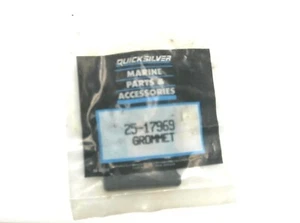 QUICKSILVER
MARINE
PARTS &
ACCESSORIES
25-17969
GROMMET